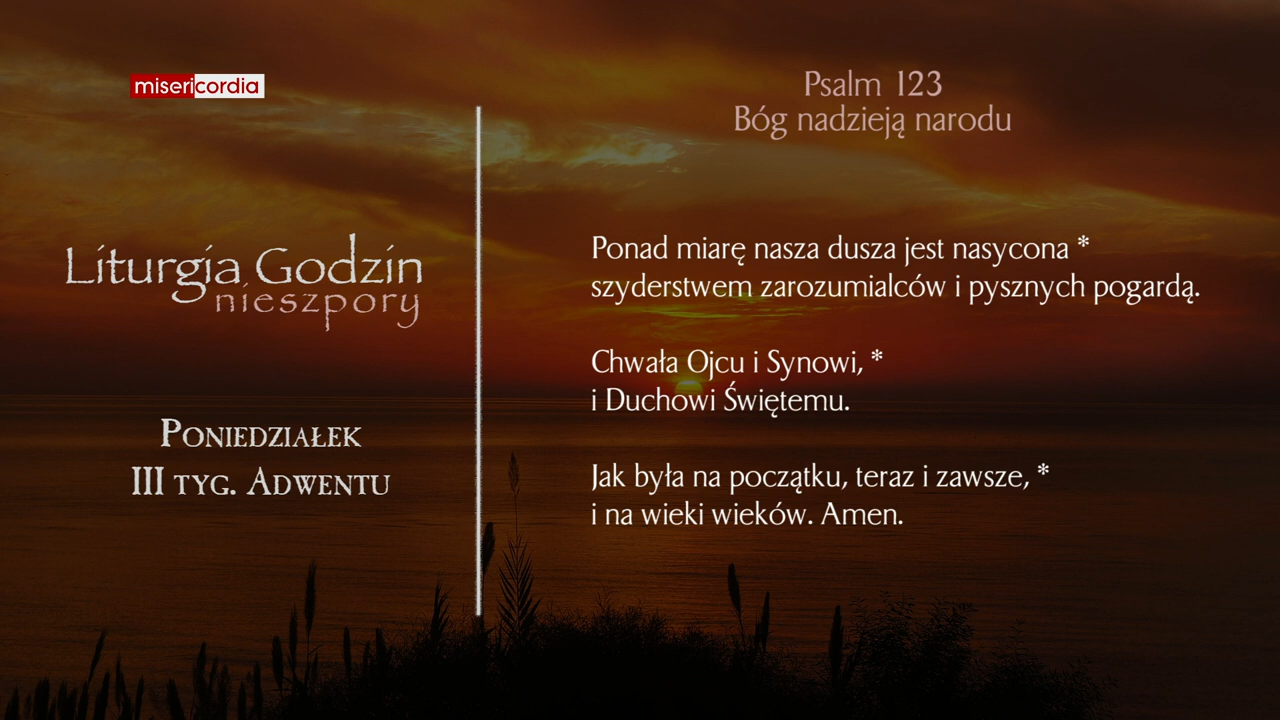 misericordia
Liturgia Godzin
nieszpory
Poniedziałek
III tyg. Adwentu
Psalm 123
Bóg nadzieją narodu
Ponad miarę nasza dusza jest nasycona *
szyderstwem zarozumialców i pysznych pogardą.
Chwała Ojcu i Synowi, *
i Duchowi Świętemu.
Jak była na początku, teraz i zawsze, *
i na wieki wieków. Amen.